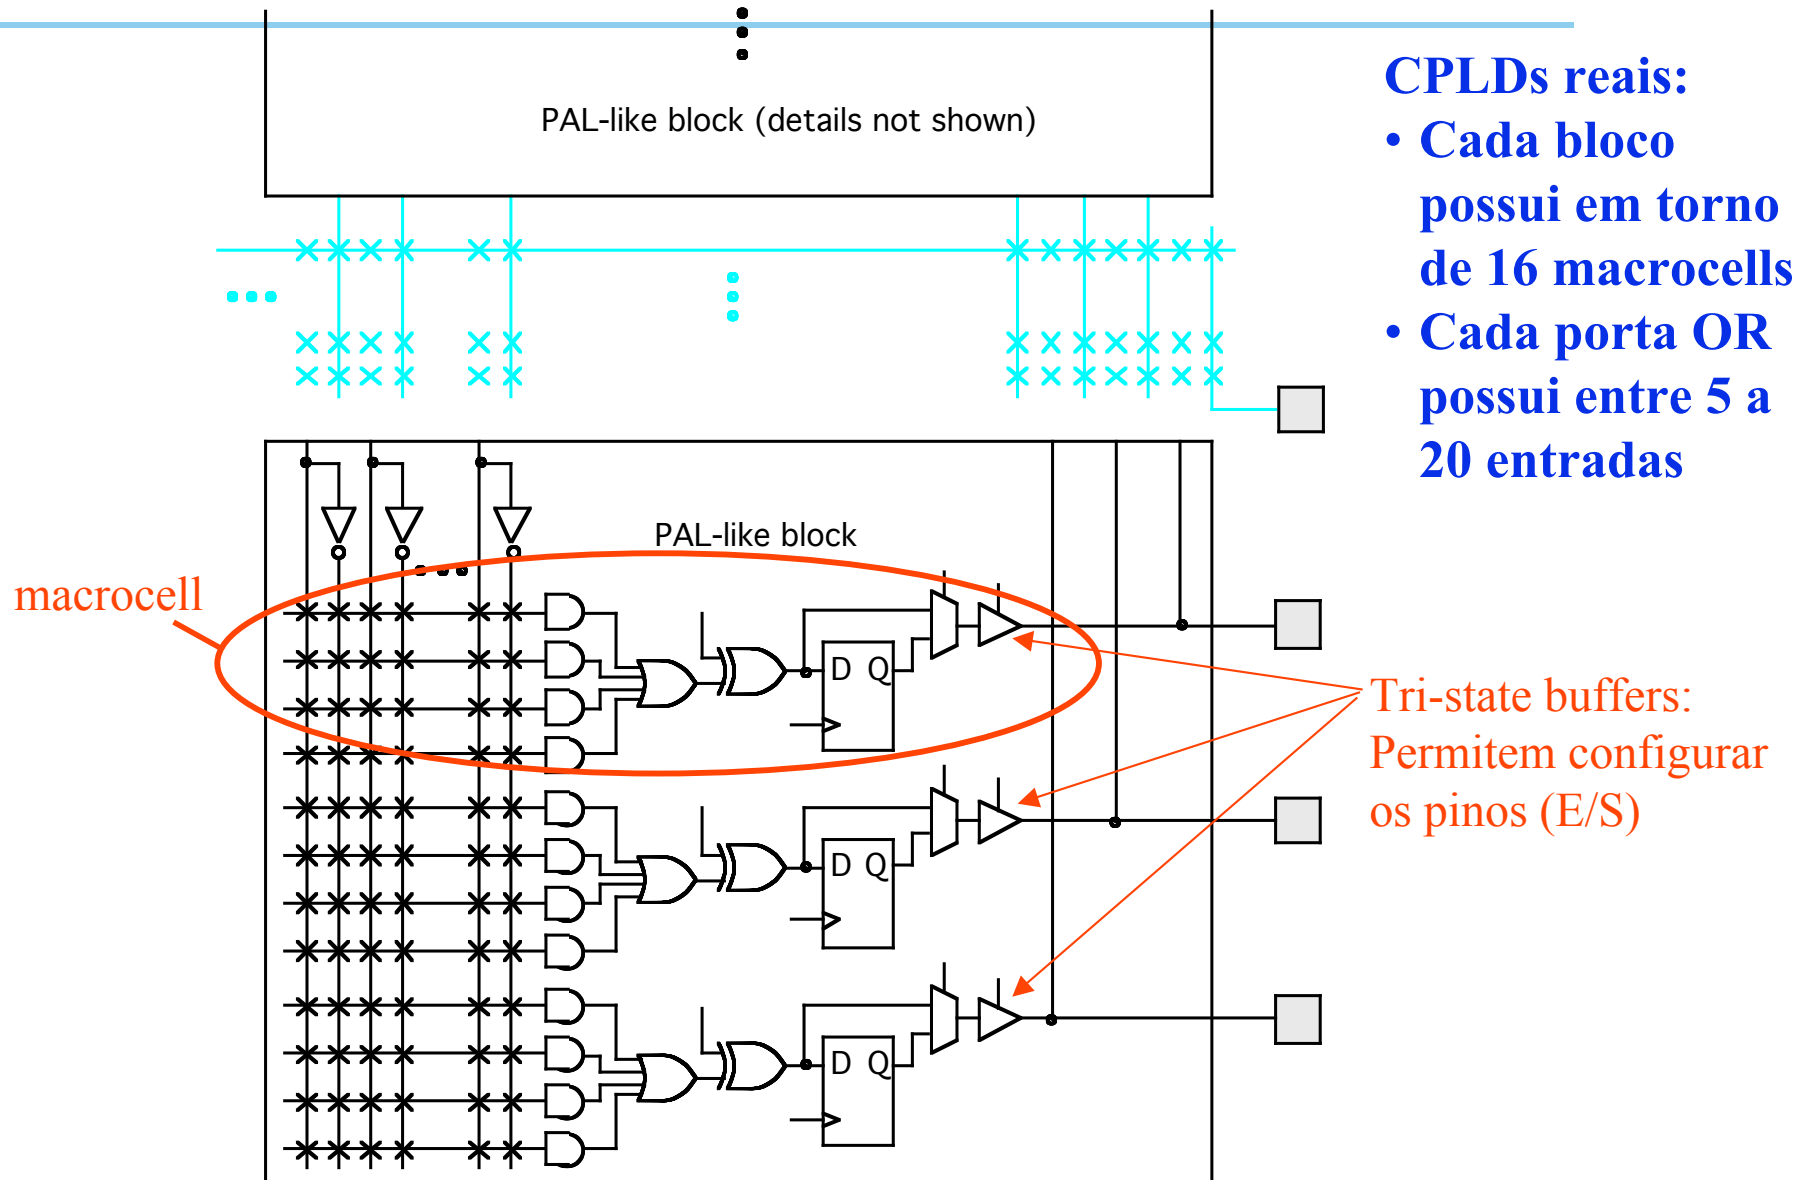 PAL-like block (details not shown)
CPLDs reais:
• Cada bloco
possui em torno
de 16 macrocells
• Cada porta OR
possui entre 5 a
20 entradas
PAL-like block
macrocell
D Q
Tri-state buffers:
Permitem configurar
os pinos (E/S)
D Q
D Q